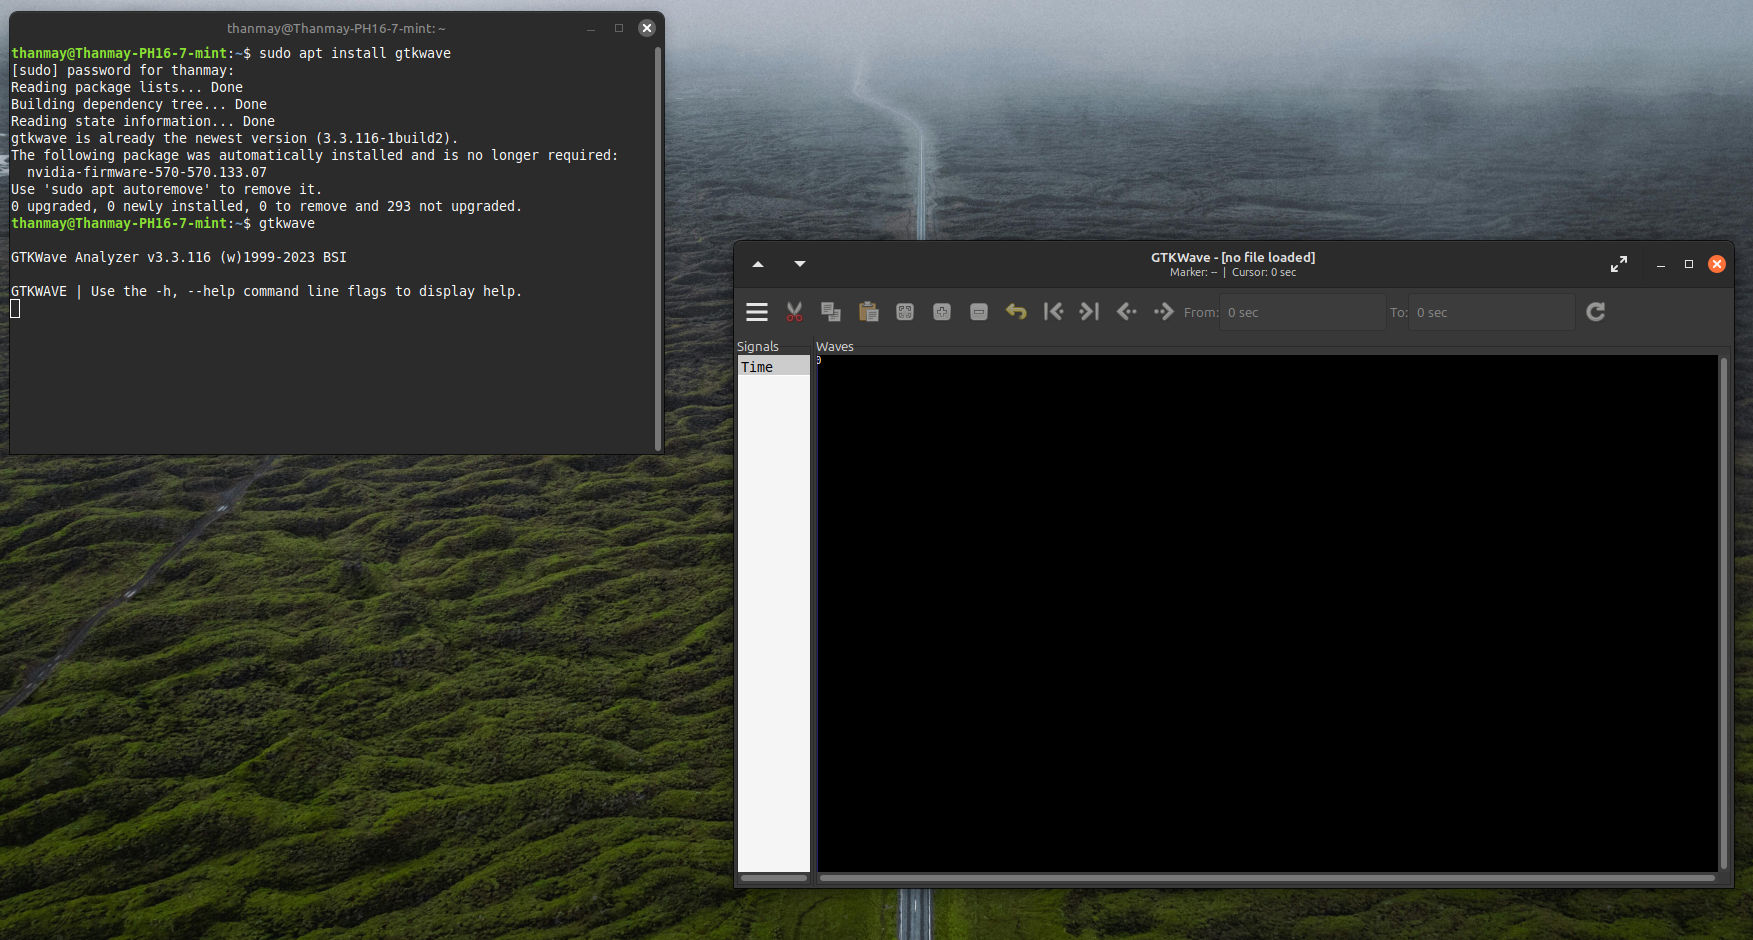 thanmay@Thanmay-PH16-7-mint: ~
thanmay@Thanmay-PH16-7-mint:~$ sudo apt install gtkwave
[sudo] password for thanmay:
Reading package lists... Done
Building dependency tree... Done
Reading state information... Done
gtkwave is already the newest version (3.3.116-1build2).
The following package was automatically installed and is no longer required:
  nvidia-firmware-570-570.133.07
Use 'sudo apt autoremove' to remove it.
0 upgraded, 0 newly installed, 0 to remove and 293 not upgraded.
thanmay@Thanmay-PH16-7-mint:~$ gtkwave
GTKWave Analyzer v3.3.116 (w)1999-2023 BSI
GTKWAVE | Use the -h, --help command line flags to display help.
GTKWave - [no file loaded]
Marker: -- | Cursor: 0 sec
From: 0 sec To: 0 sec
Signals Waves
Time 0